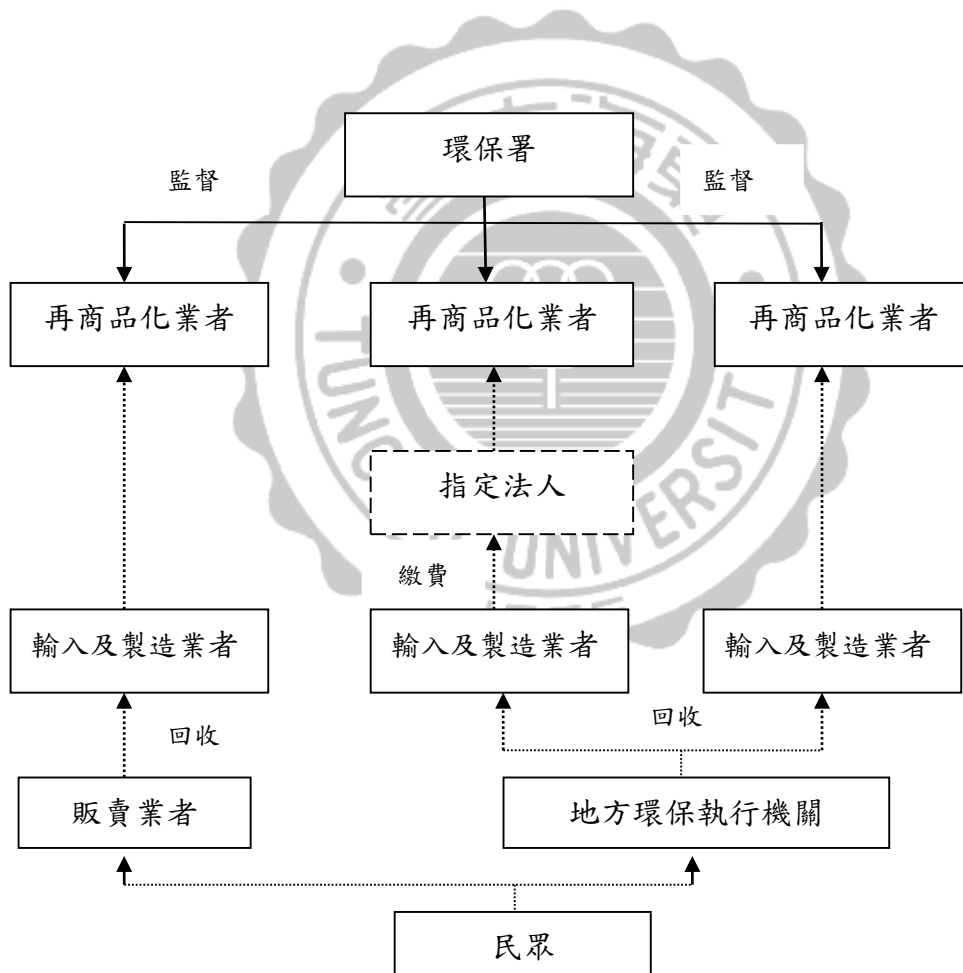 環保署
監督
監督
再商品化業者
再商品化業者
再商品化業者
指定法人
繳費
輸入及製造業者
輸入及製造業者
輸入及製造業者
回收
回收
販賣業者
地方環保執行機關
民眾
TUNG
UNIVERSIT